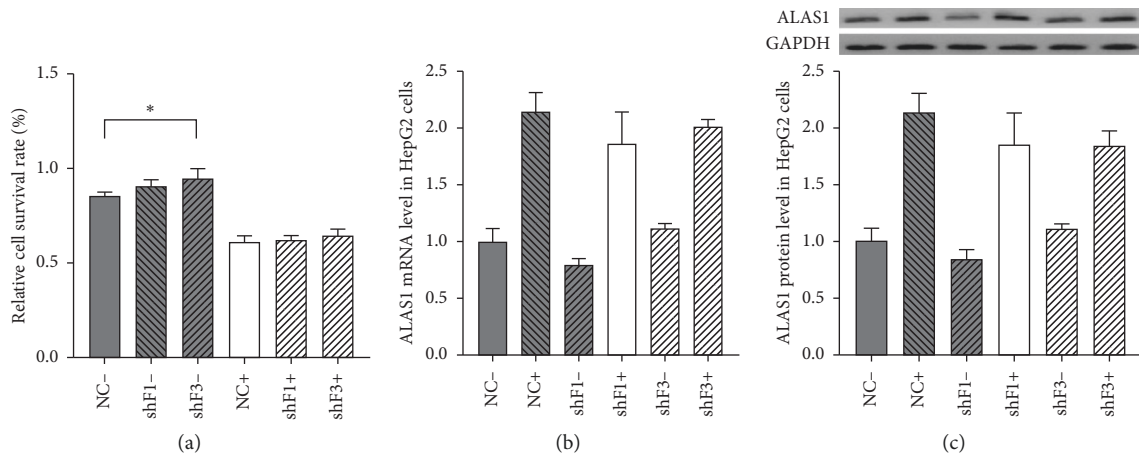 ALAS1
GAPDH
Relative cell survival rate (%)
1.5
1.0
0.5
0.0
*
NC−
shF1−
shF3−
NC+
shF1+
shF3+
(a)
ALAS1 mRNA level in HepG2 cells
2.5
2.0
1.5
1.0
0.5
0.0
NC−
NC+
shF1−
shF1+
shF3−
shF3+
(b)
ALAS1 protein level in HepG2 cells
2.5
2.0
1.5
1.0
0.5
0.0
NC−
NC+
shF1−
shF1+
shF3−
shF3+
(c)